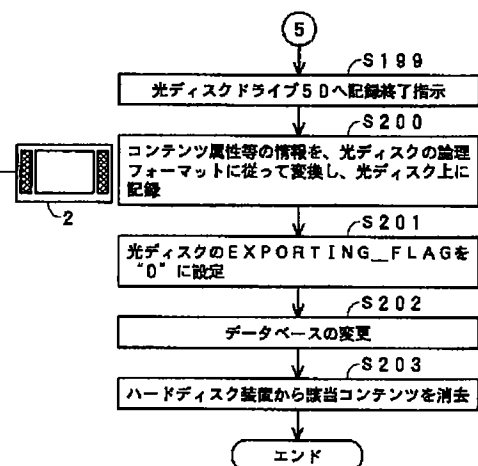 5
S199
光ディスクドライブ5Dへ記録終了指示
S200
コンテンツ属性等の情報を、光ディスクの論理
フォーマットに従って変換し、光ディスク上に
記録
2
S201
光ディスクのEXPORTING_FLAGを
“0”に設定
S202
データベースの変更
S203
ハードディスク装置から該当コンテンツを消去
エンド